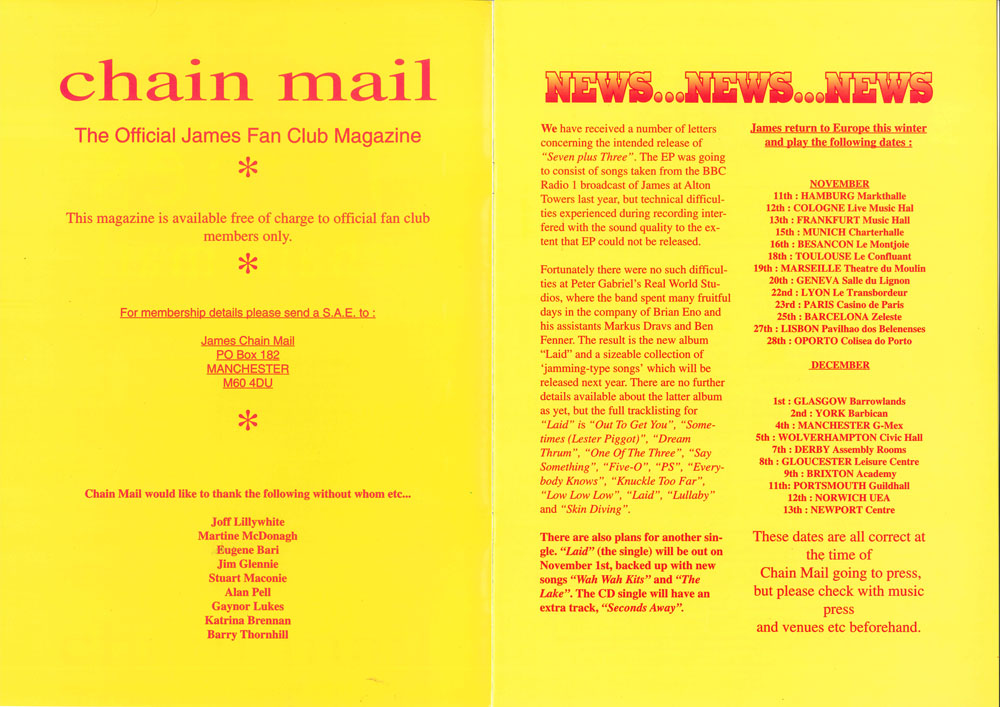 chain mail
The Official James Fan Club Magazine
*
This magazine is available free of charge to official fan club
members only.
*
For membership details please send a S.A.E. to :
James Chain Mail
PO Box 182
MANCHESTER
M60 4DU
*
Chain Mail would like to thank the following without whom etc...
Joff Lillywhite
Martine McDonagh
Eugene Bari
Jim Glennie
Stuart Maconie
Alan Pell
Gaynor Lukes
Katrina Brennan
Barry Thornhill
NEWS...NEWS...NEWS
We have received a number of letters
concerning the intended release of
"Seven plus Three". The EP was going
to consist of songs taken from the BBC
Radio 1 broadcast of James at Alton
Towers last year, but technical difficul-
ties experienced during recording inter-
fered with the sound quality to the ex-
tent that EP could not be released.
Fortunately there were no such difficul-
ties at Peter Gabriel's Real World Stu-
dios, where the band spent many fruitful
days in the company of Brian Eno and
his assistants Markus Dravs and Ben
Fenner. The result is the new album
"Laid" and a sizeable collection of
'jamming-type songs' which will be
released next year. There are no further
details available about the latter album
as yet, but the full tracklisting for
"Laid" is "Out To Get You", "Some-
times (Lester Piggot)", "Dream
Thrum", "One Of The Three", "Say
Something", "Five-O", "PS", "Every-
body Knows", "Knuckle Too Far",
"Low Low Low", "Laid", "Lullaby"
and "Skin Diving".
There are also plans for another sin-
gle. "Laid" (the single) will be out on
November 1st, backed up with new
songs "Wah Wah Kits" and "The
Lake". The CD single will have an
extra track, "Seconds Away".
James return to Europe this winter
and play the following dates :
NOVEMBER
11th : HAMBURG Markthalle
12th : COLOGNE Live Music Hal
13th : FRANKFURT Music Hall
15th : MUNICH Charterhalle
16th : BESANCON Le Montjoie
18th : TOULOUSE Le Confluant
19th : MARSEILLE Theatre du Moulin
20th : GENEVA Salle du Lignon
22nd : LYON Le Transbordeur
23rd : PARIS Casino de Paris
25th : BARCELONA Zeleste
27th : LISBON Pavilhao dos Belenenses
28th : OPORTO Colisea do Porto
DECEMBER
1st : GLASGOW Barrowlands
2nd : YORK Barbican
4th : MANCHESTER G-Mex
5th : WOLVERHAMPTON Civic Hall
7th : DERBY Assembly Rooms
8th : GLOUCESTER Leisure Centre
9th : BRIXTON Academy
11th: PORTSMOUTH Guildhall
12th : NORWICH UEA
13th : NEWPORT Centre
These dates are all correct at
the time of
Chain Mail going to press,
but please check with music
press
and venues etc beforehand.